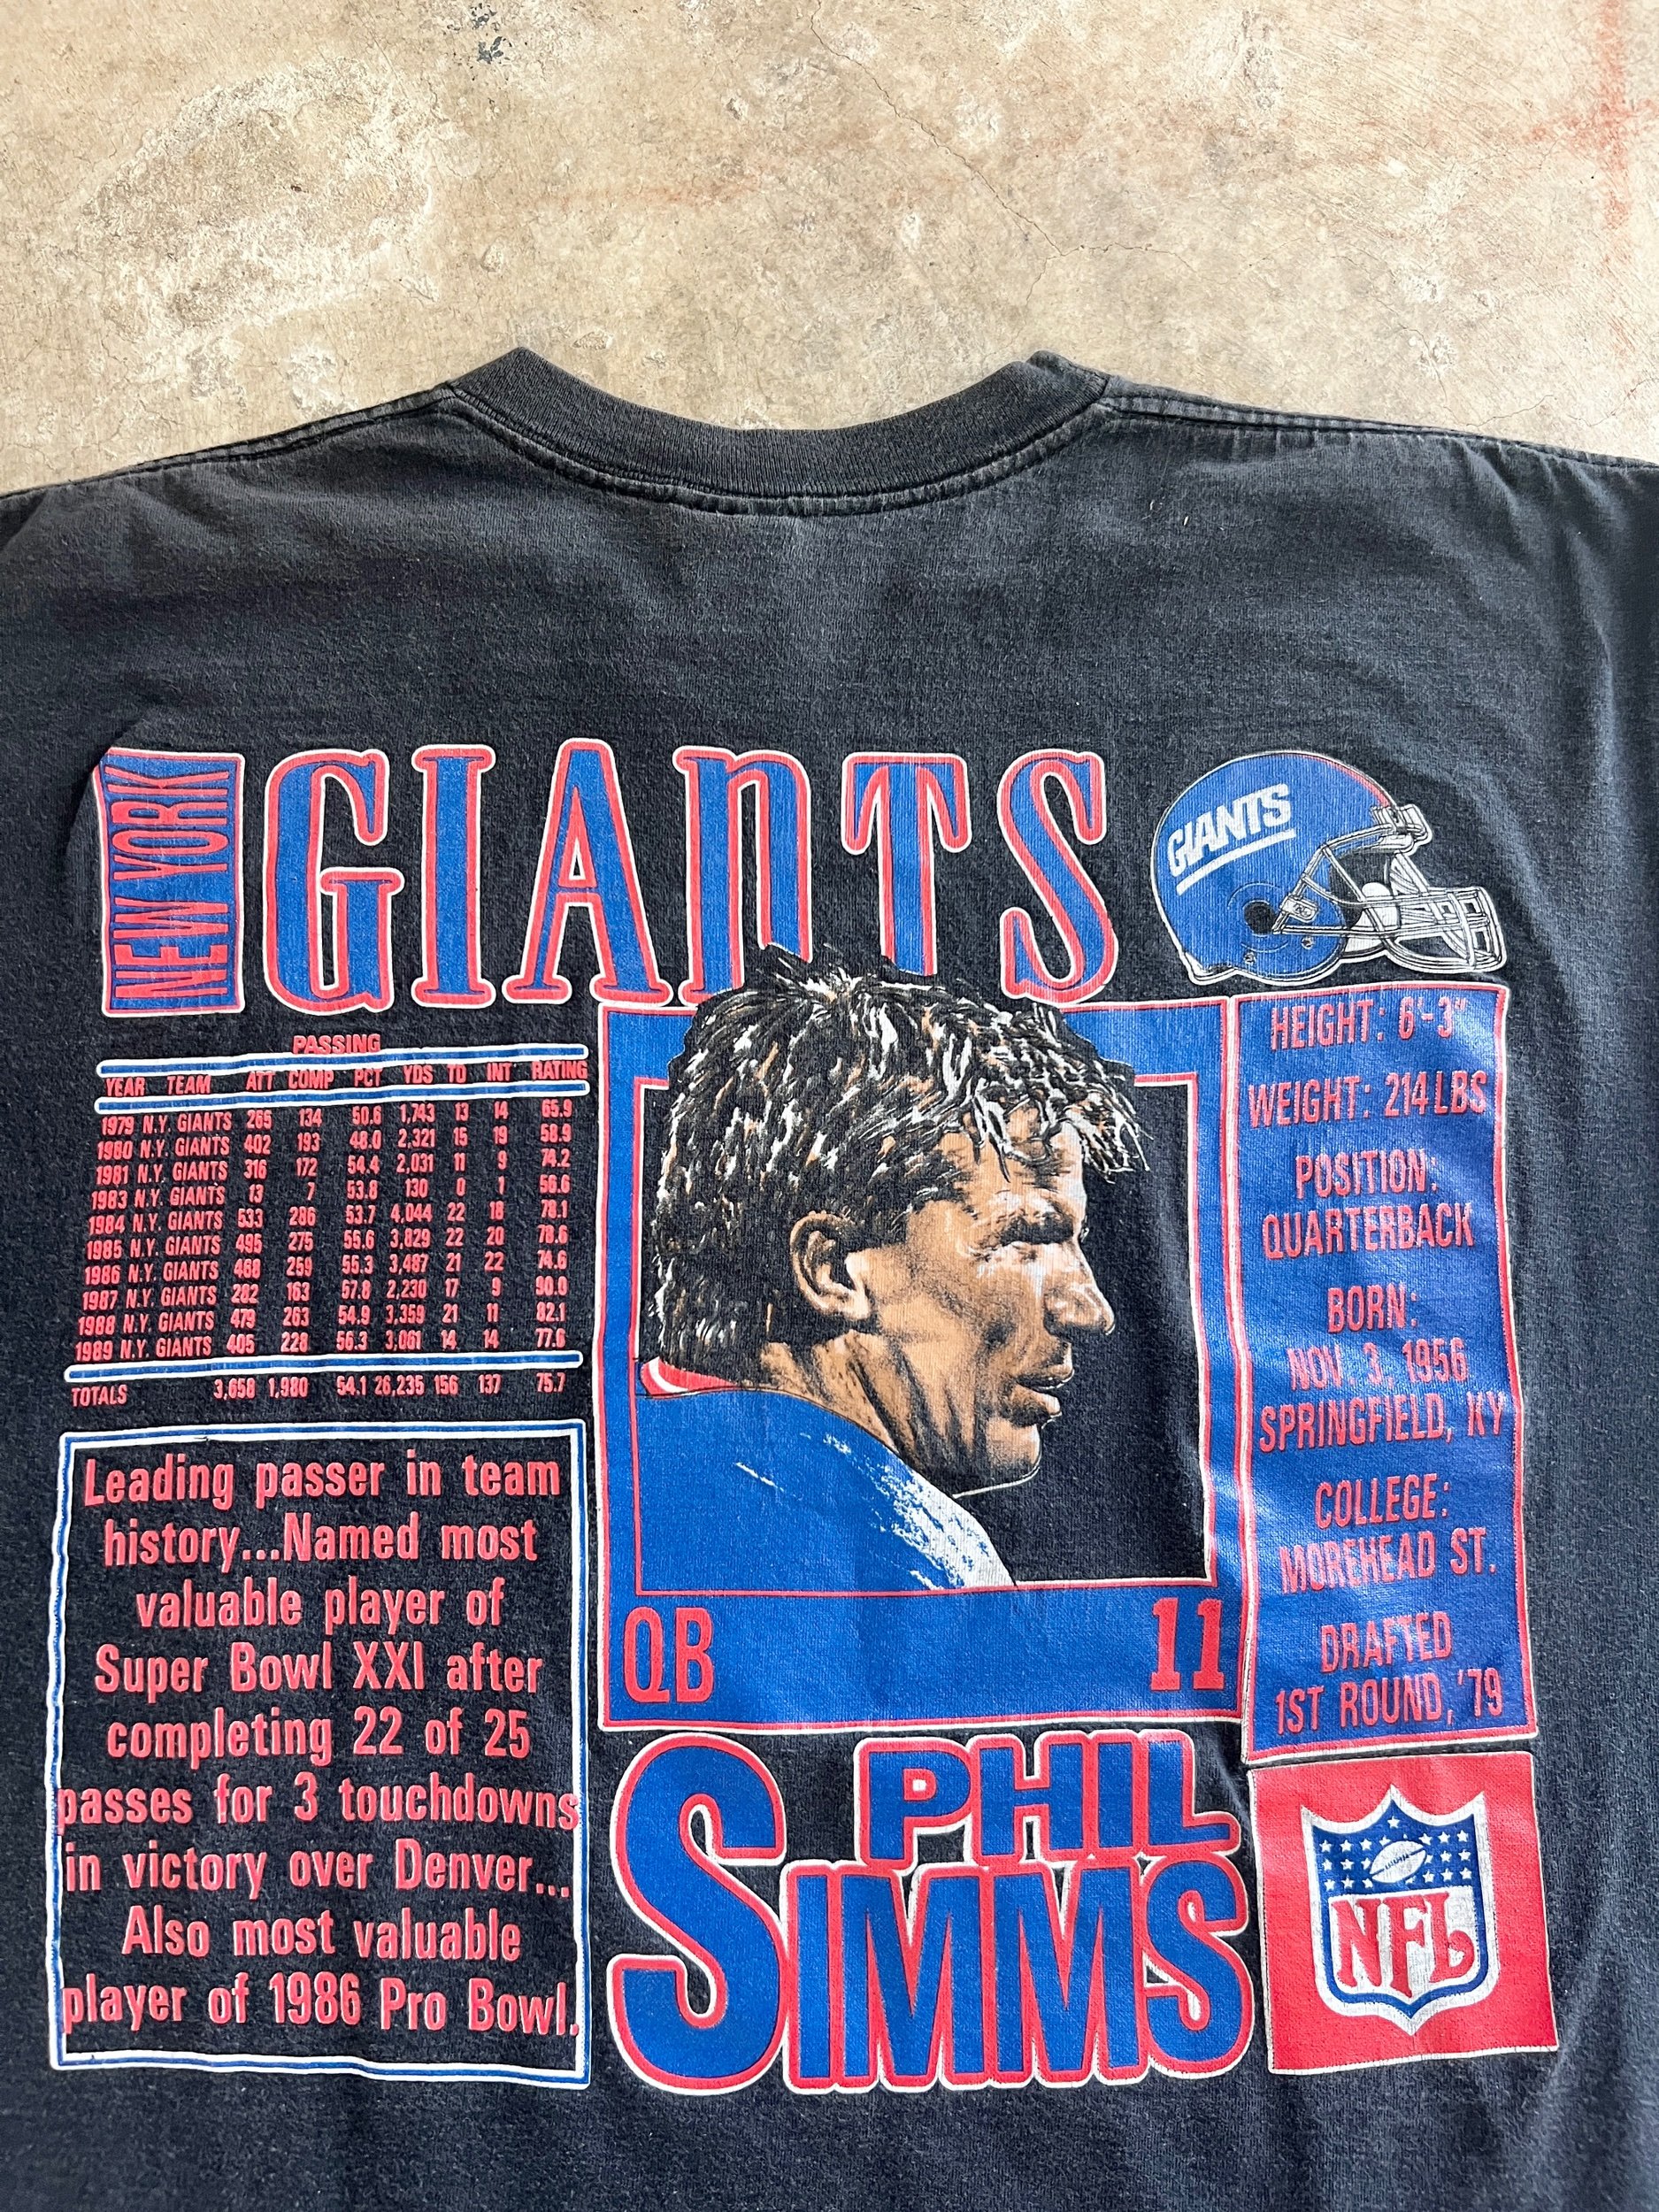 NEW YORK GIANTS
GIANTS
PASSING
YEAR TEAM ATT COMP PCT YDS TD INT RATING
1979 N.Y. GIANTS 265 134 50.6 1,743 13 14 65.9
1980 N.Y. GIANTS 402 193 48.0 2,321 15 19 58.9
1981 N.Y. GIANTS 316 172 54.4 2,031 11 9 74.2
1983 N.Y. GIANTS 13 7 53.8 130 0 1 56.6
1984 N.Y. GIANTS 533 286 53.7 4,044 22 18 78.1
1985 N.Y. GIANTS 495 275 55.6 3,829 22 20 78.6
1986 N.Y. GIANTS 468 259 55.3 3,487 21 22 74.6
1987 N.Y. GIANTS 282 163 57.8 2,230 17 9 90.0
1988 N.Y. GIANTS 479 263 54.9 3,359 21 11 82.1
1989 N.Y. GIANTS 405 228 56.3 3,061 14 14 77.6
TOTALS 3,658 1,980 54.1 26,235 156 137 75.7
Leading passer in team
history...Named most
valuable player of
Super Bowl XXI after
completing 22 of 25
passes for 3 touchdowns
in victory over Denver...
Also most valuable
player of 1986 Pro Bowl.
QB 11
PHIL
SIMMS
HEIGHT: 6'-3"
WEIGHT: 214 LBS
POSITION:
QUARTERBACK
BORN:
NOV. 3, 1956
SPRINGFIELD, KY
COLLEGE:
MOREHEAD ST.
DRAFTED
1ST ROUND, '79
NFL